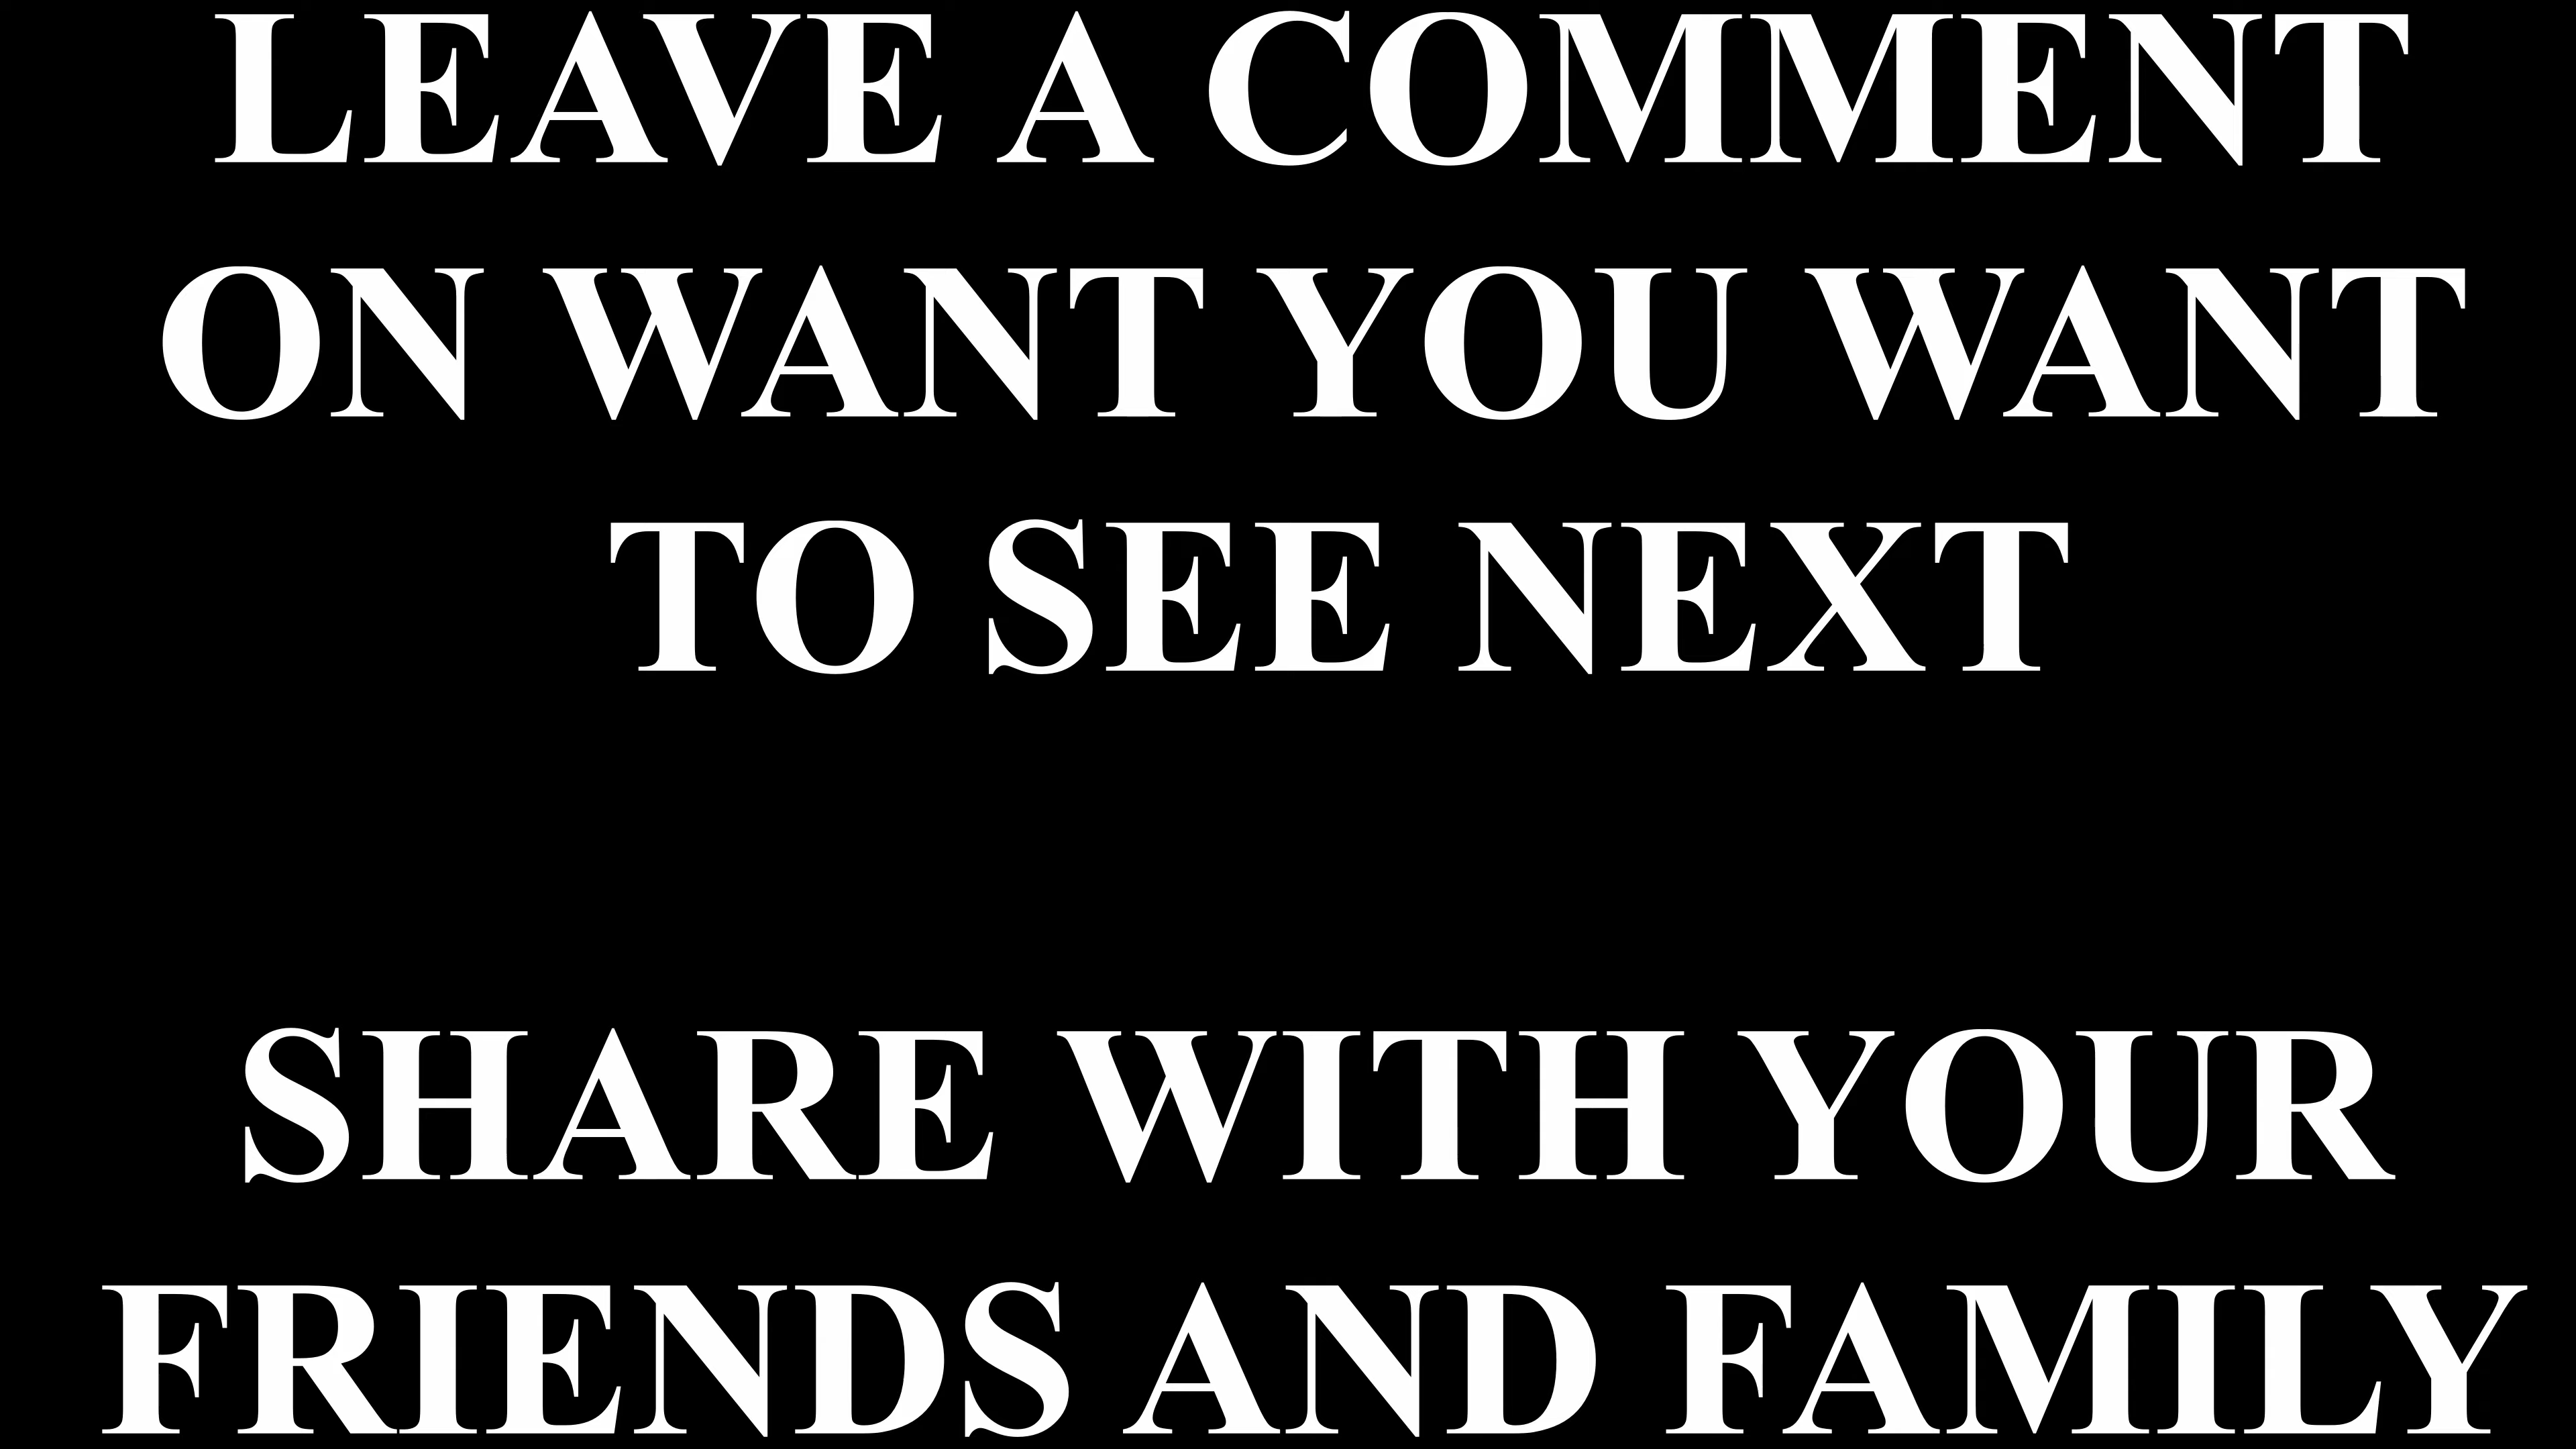 LEAVE A COMMENT
ON WANT YOU WANT
TO SEE NEXT
SHARE WITH YOUR
FRIENDS AND FAMILY